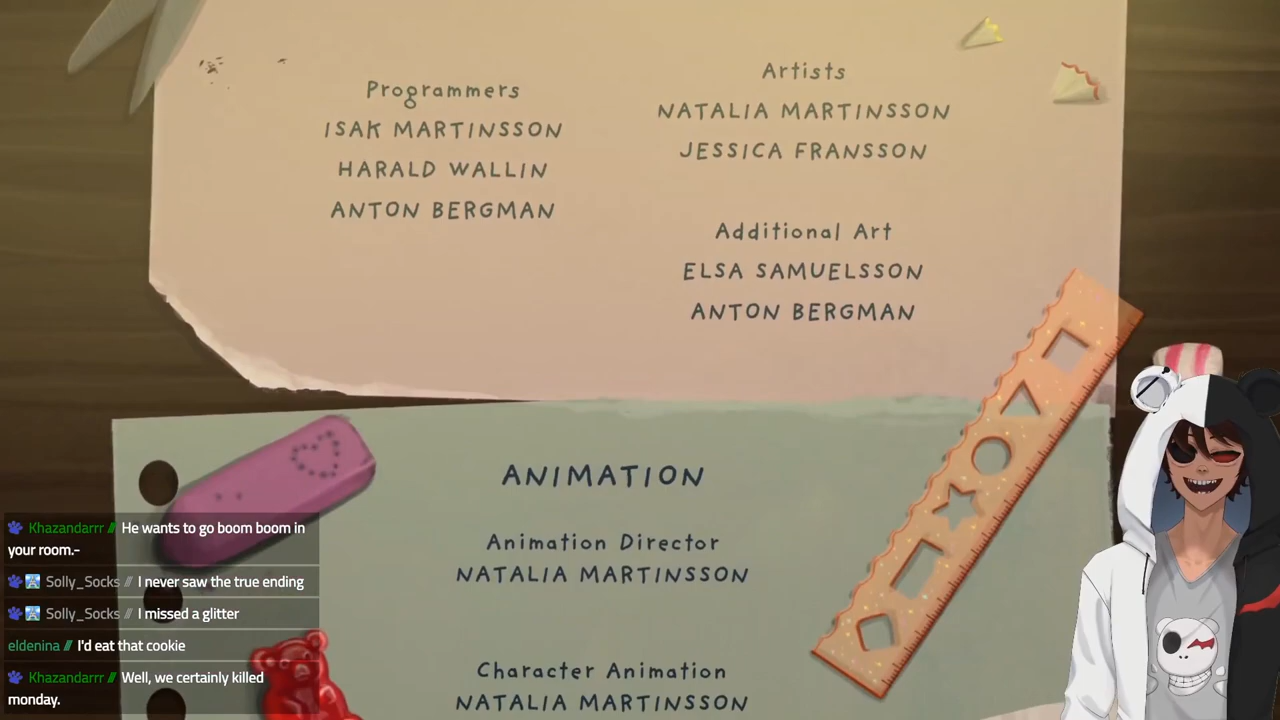 Programmers
ISAK MARTINSSON
HARALD WALLIN
ANTON BERGMAN
Artists
NATALIA MARTINSSON
JESSICA FRANSSON
Additional Art
ELSA SAMUELSSON
ANTON BERGMAN
ANIMATION
Animation Director
NATALIA MARTINSSON
Character Animation
NATALIA MARTINSSON
Khazandarrr // He wants to go boom boom in
your room.-
Solly_Socks // I never saw the true ending
Solly_Socks // I missed a glitter
eldenina // I'd eat that cookie
Khazandarrr // Well, we certainly killed
monday.